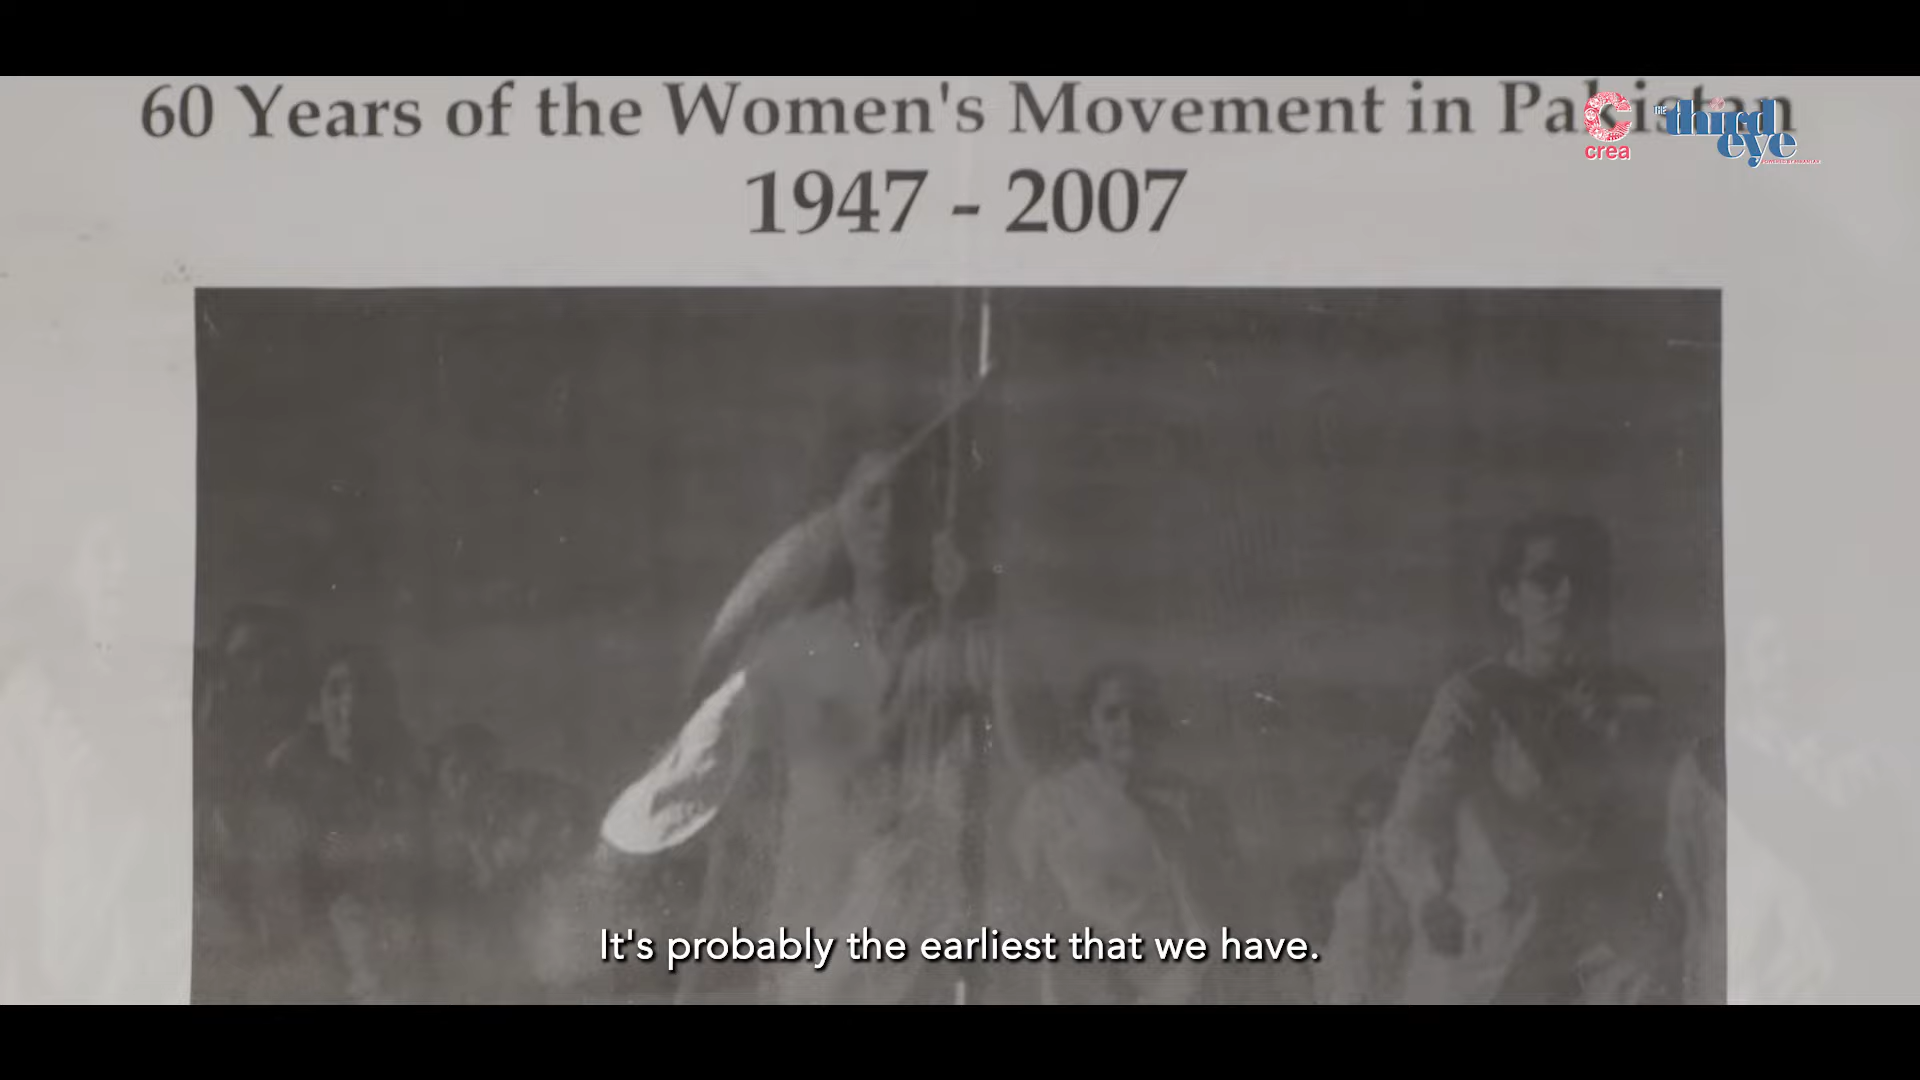 60 Years of the Women's Movement in Pakistan
1947 - 2007
crea
THE
third
eye
It's probably the earliest that we have.